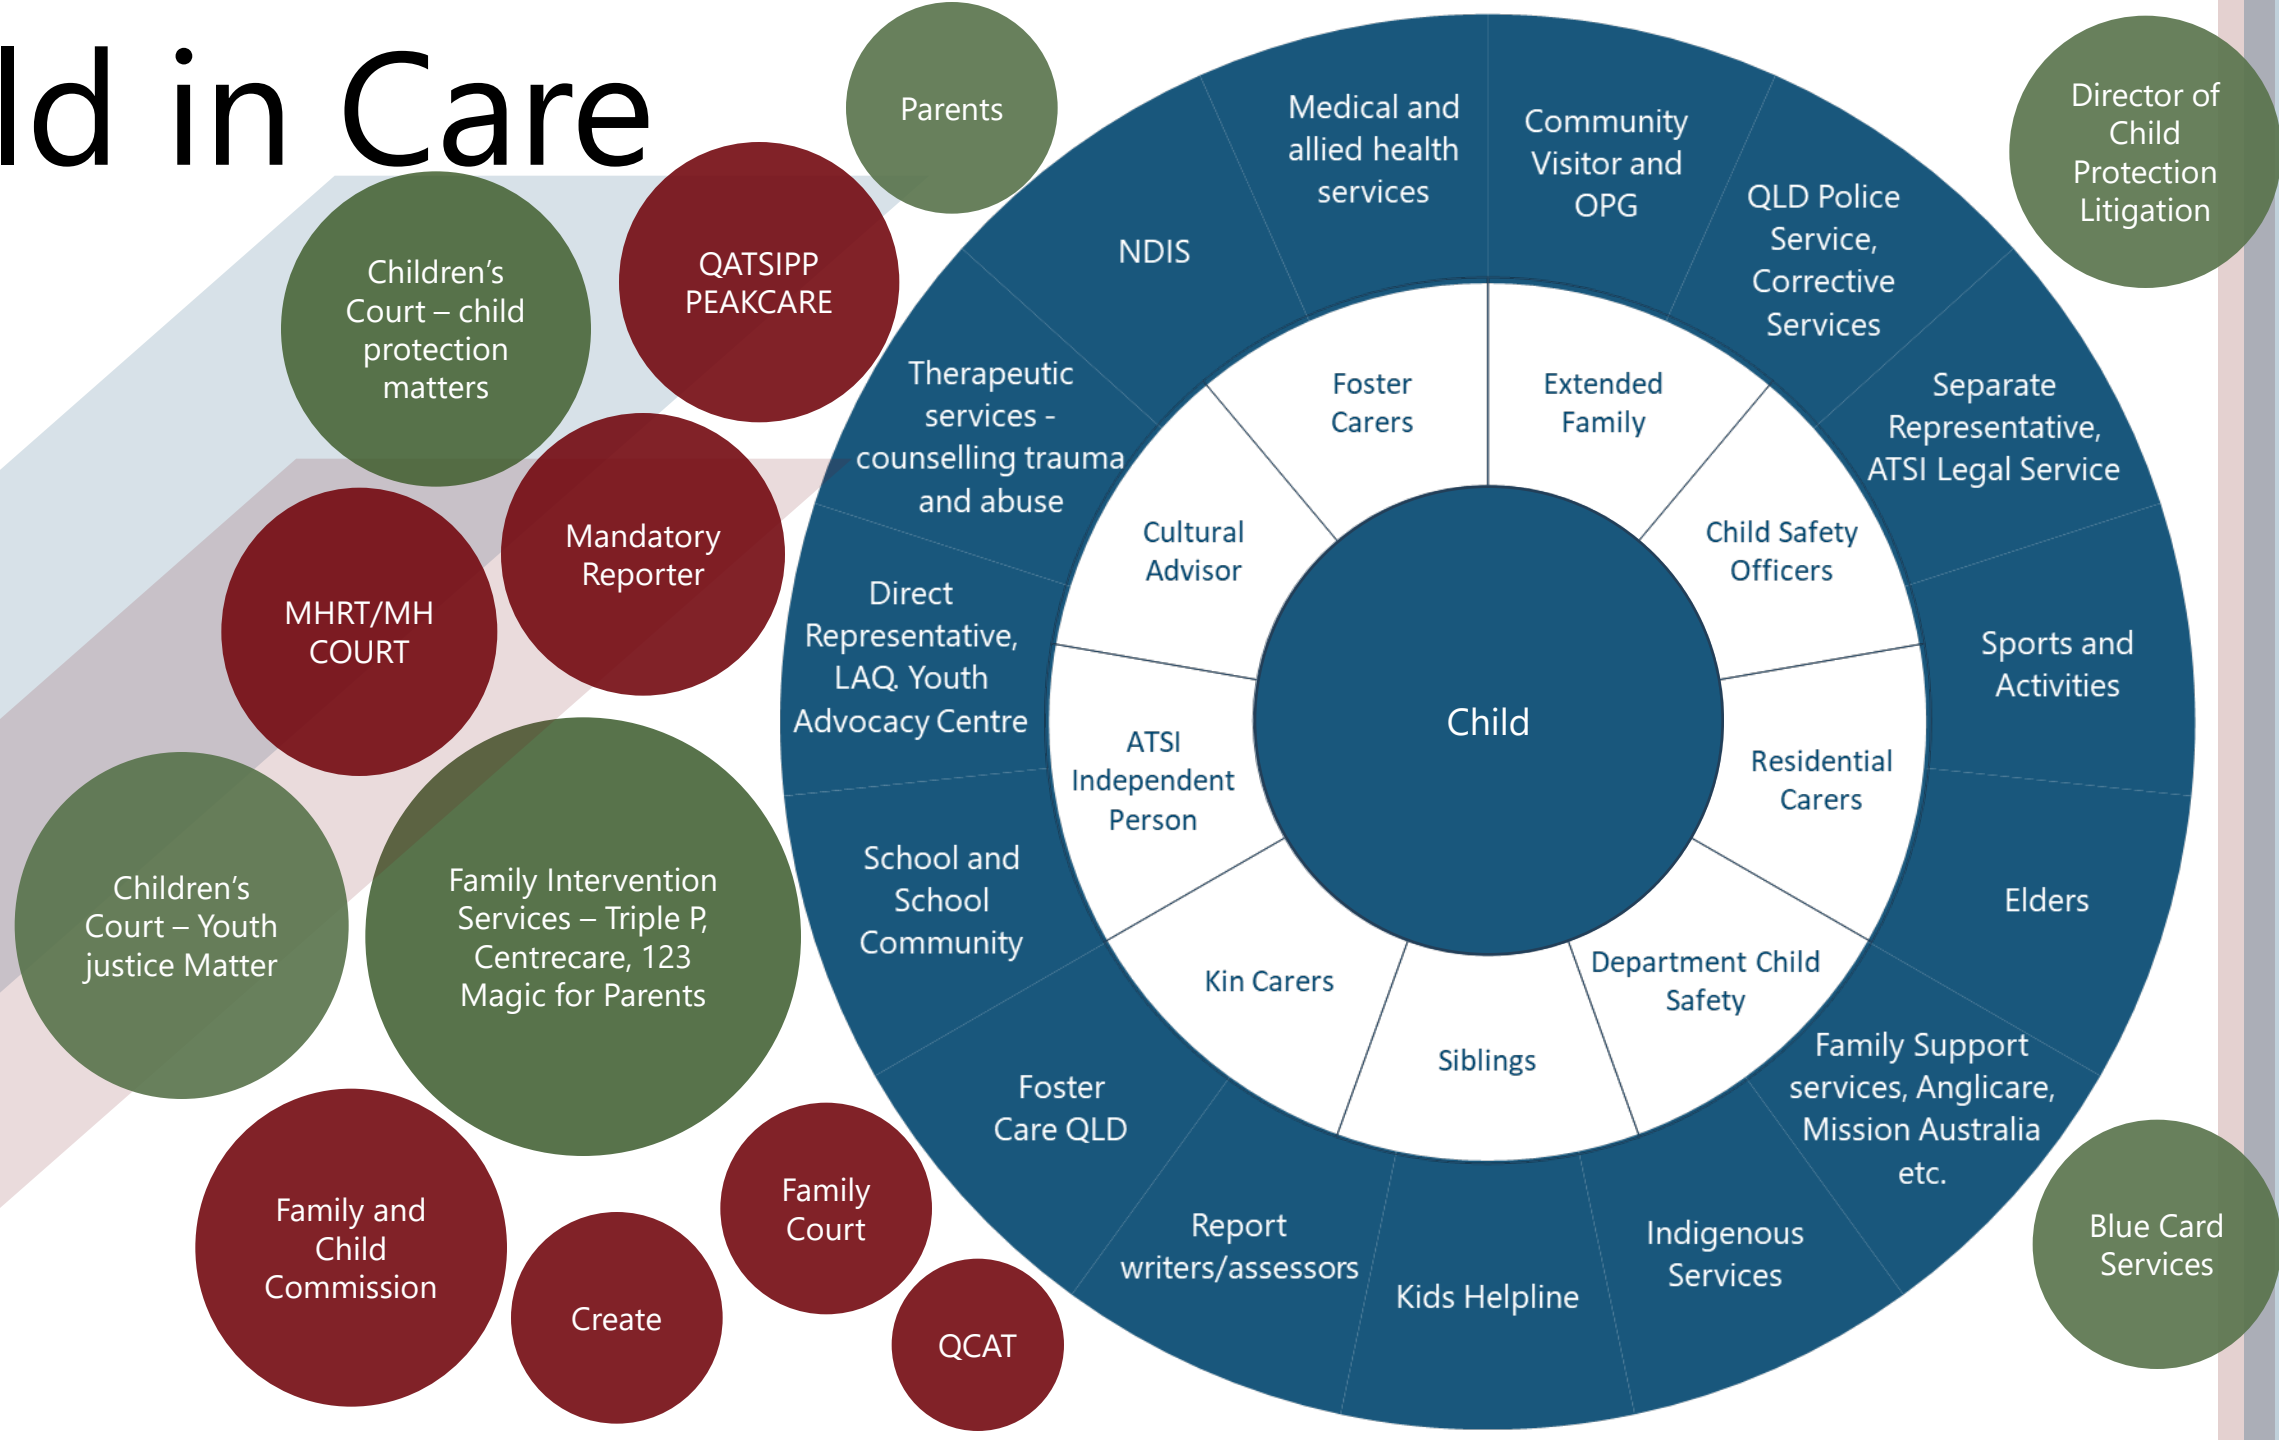 ld in Care
Parents
Children's
Court – child
protection
matters
QATSIPP
PEAKCARE
Mandatory
Reporter
MHRT/MH
COURT
Children's
Court – Youth
justice Matter
Family Intervention
Services – Triple P,
Centrecare, 123
Magic for Parents
Family and
Child
Commission
Create
Family
Court
QCAT
Director of
Child
Protection
Litigation
Blue Card
Services
Medical and
allied health
services
Community
Visitor and
OPG
QLD Police
Service,
Corrective
Services
Separate
Representative,
ATSI Legal Service
Sports and
Activities
Elders
Family Support
services, Anglicare,
Mission Australia
etc.
Indigenous
Services
Kids Helpline
Report
writers/assessors
Foster
Care QLD
School and
School
Community
Direct
Representative,
LAQ. Youth
Advocacy Centre
Therapeutic
services -
counselling trauma
and abuse
NDIS
Foster
Carers
Extended
Family
Child Safety
Officers
Residential
Carers
Department Child
Safety
Siblings
Kin Carers
ATSI
Independent
Person
Cultural
Advisor
Child